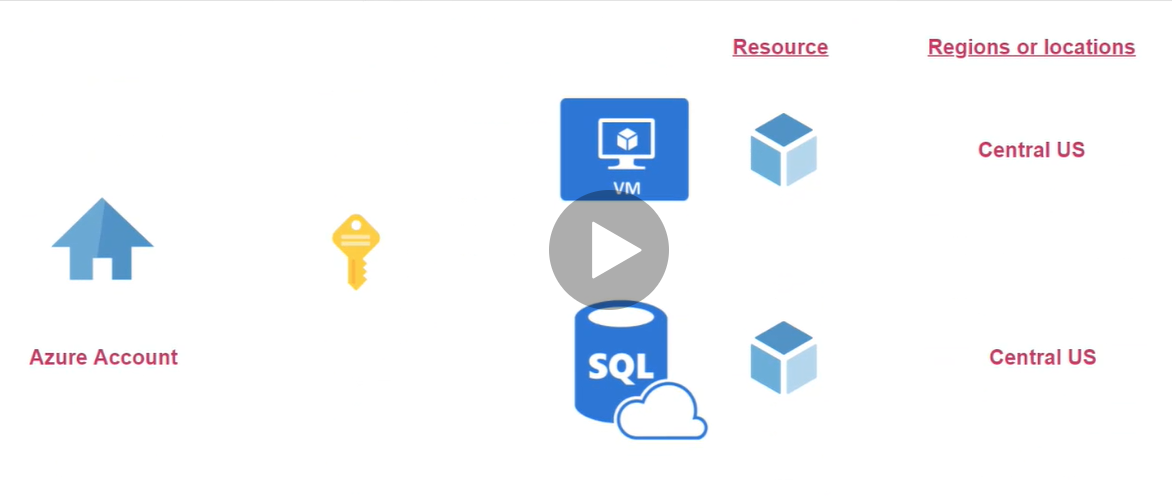 Resource
Regions or locations
VM
Central US
Azure Account
SQL
Central US